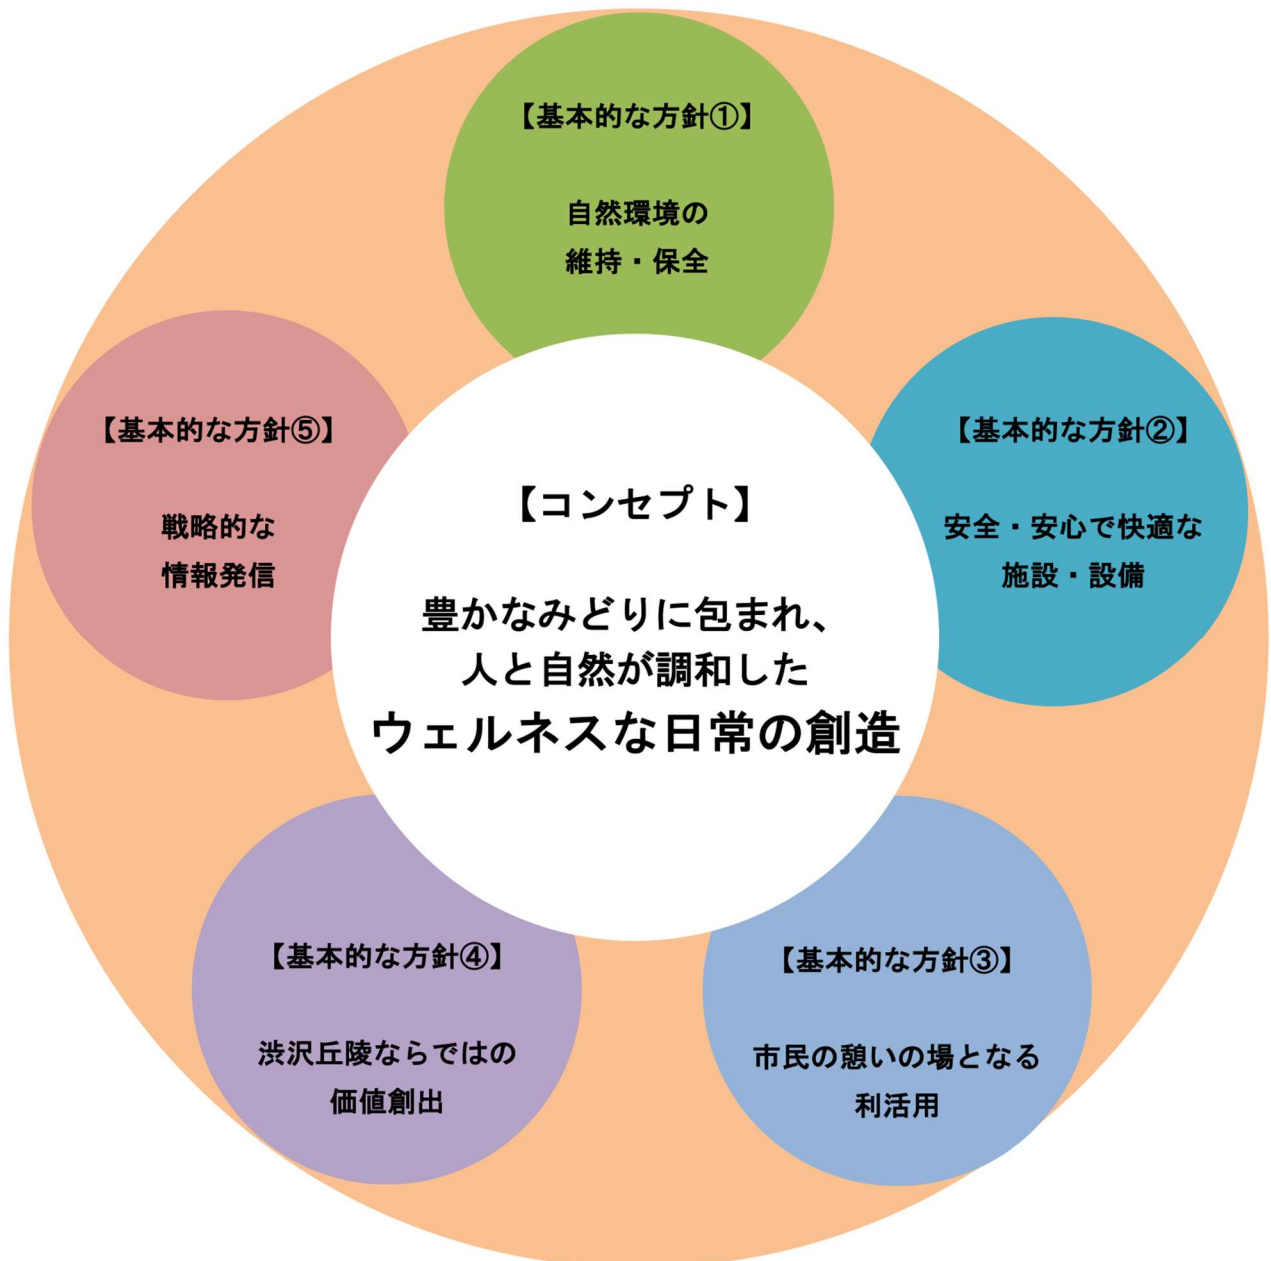 【基本的な方針①】
自然環境の
維持・保全
【基本的な方針②】
安全・安心で快適な
施設・設備
【基本的な方針③】
市民の憩いの場となる
利活用
【基本的な方針④】
渋沢丘陵ならではの
価値創出
【基本的な方針⑤】
戦略的な
情報発信
【コンセプト】
豊かなみどりに包まれ、
人と自然が調和した
ウェルネスな日常の創造